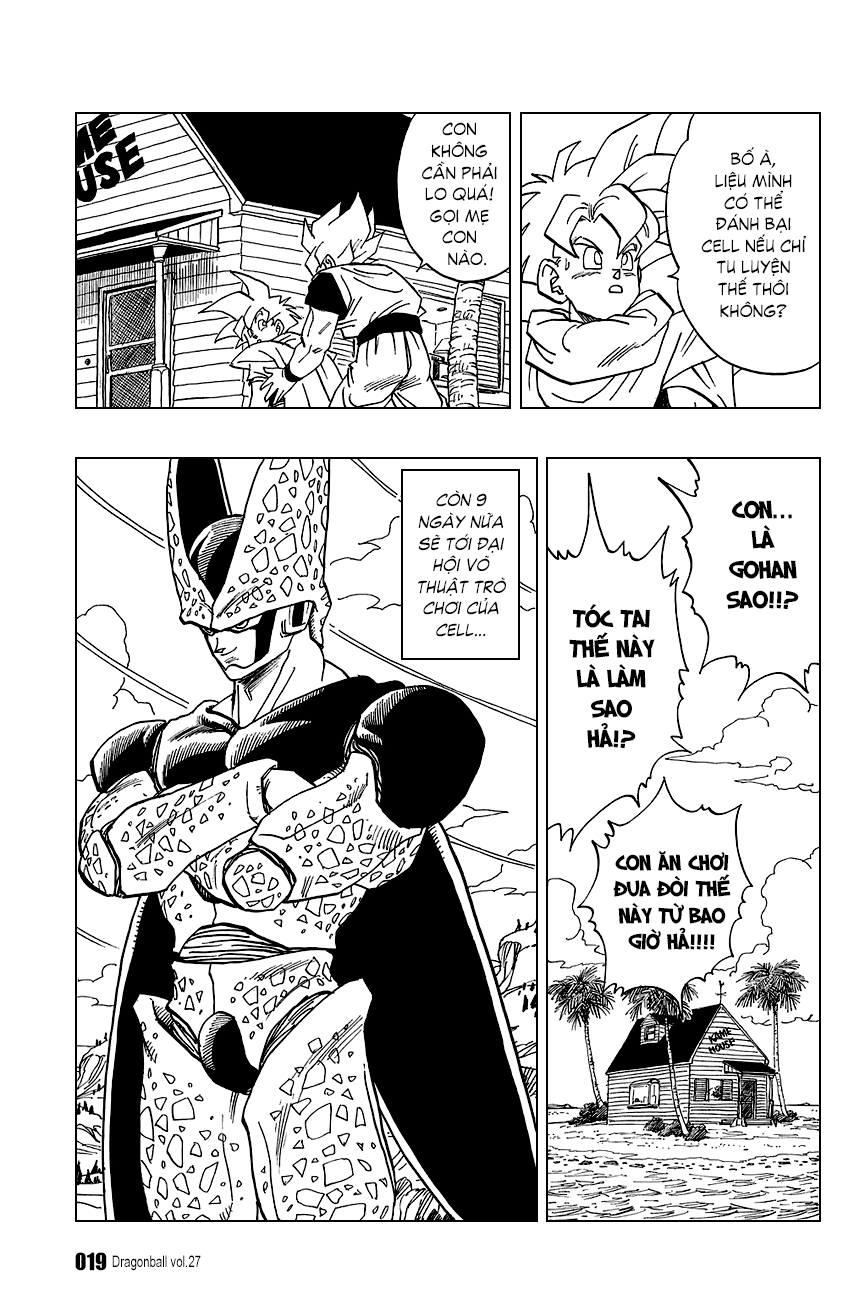 BỐ À,
LIỆU MÌNH
CÓ THỂ
ĐÁNH BẠI
CELL NẾU CHỈ
TU LUYỆN
THẾ THÔI
KHÔNG?
CON
KHÔNG
CẦN PHẢI
LO QUÁ!
GỌI MẸ
CON
NÀO.
ME
OUSE
CON...
LÀ
GOHAN
SAO!!?
TÓC TAI
THẾ NÀY
LÀ LÀM
SAO
HẢ!?
CON ĂN CHƠI
ĐUA ĐÒI THẾ
NÀY TỪ BAO
GIỜ HẢ!!!!
KAME
HOUSE
CÒN 9
NGÀY NỮA
SẼ TỚI ĐẠI
HỘI VÕ
THUẬT TRÒ
CHƠI CỦA
CELL...
019 Dragonball vol.27